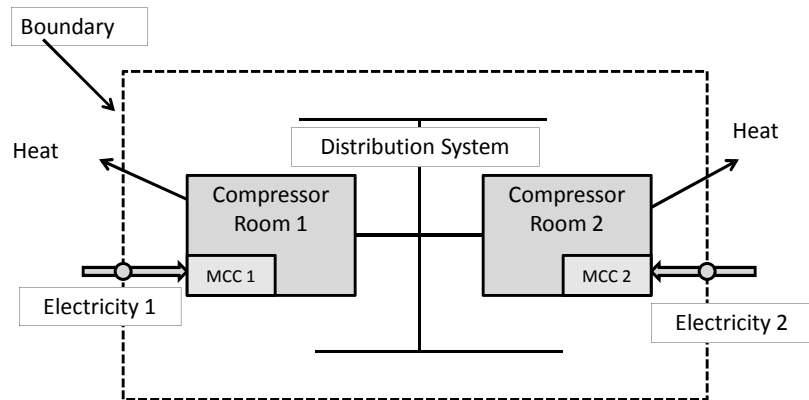 Boundary
Heat
Heat
Distribution System
Compressor
Room 1
Compressor
Room 2
MCC 1
MCC 2
Electricity 1
Electricity 2